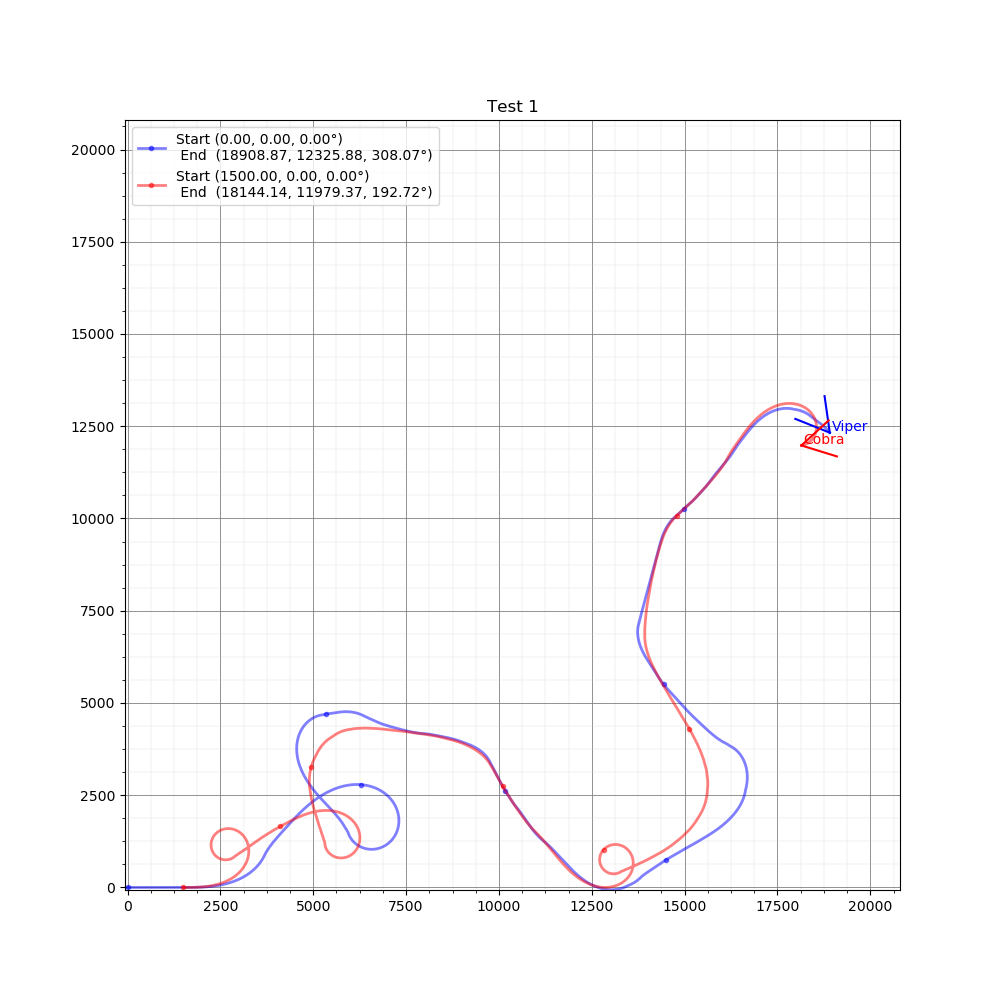 Test 1
Start (0.00, 0.00, 0.00°)
End  (18908.87, 12325.88, 308.07°)
Start (1500.00, 0.00, 0.00°)
End  (18144.14, 11979.37, 192.72°)
20000
17500
15000
12500
10000
7500
5000
2500
0
Viper
Cobra
0 2500 5000 7500 10000 12500 15000 17500 20000